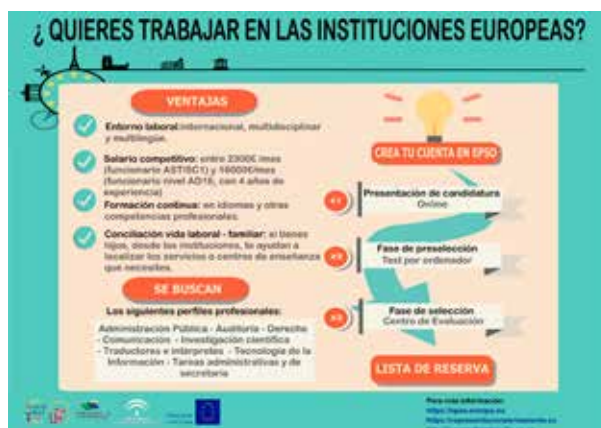 ¿ QUIERES TRABAJAR EN LAS INSTITUCIONES EUROPEAS?
VENTAJAS
Entorno laboral:internacional, multidisciplinar
y multilingüe.
Salario competitivo: entre 2300€ /mes
(funcionario AST/SC1) y 16000€/mes
(funcionario nivel AD16, con 4 años de
experiencia)
Formación continua: en idiomas y otras
competencias profesionales.
Conciliación vida laboral - familiar: si tienes
hijos, desde las instituciones, te ayudan a
localizar los servicios o centros de enseñanza
que necesites.
SE BUSCAN
Los siguientes perfiles profesionales:
Administración Pública - Auditoría - Derecho
- Comunicación - Investigación científica
- Traductores e intérpretes - Tecnología de la
Información - Tareas administrativas y de
secretaría
CREA TU CUENTA EN EPSO
Presentación de candidatura
Online
Fase de preselección
Test por ordenador
Fase de selección
Centro de Evaluación
LISTA DE RESERVA
Para más información:
https://epso.europa.eu